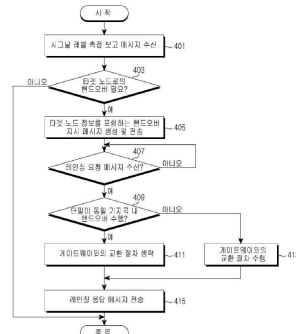 시 작
시그널 레벨 측정 보고 메시지 수신
401
403
타겟 노드로의
핸드오버 필요?
아니오
예
타겟 노드 정보를 포함하는 핸드오버
지시 메시지 생성 및 전송
405
407
레인징 요청 메시지 수신?
아니오
예
409
단말이 동일 기지국 내
핸드오버 수행?
아니오
예
게이트웨이와의 교환 절차 생략
411
게이트웨이와의
교환 절차 수행
413
레인징 응답 메시지 전송
415
종 료